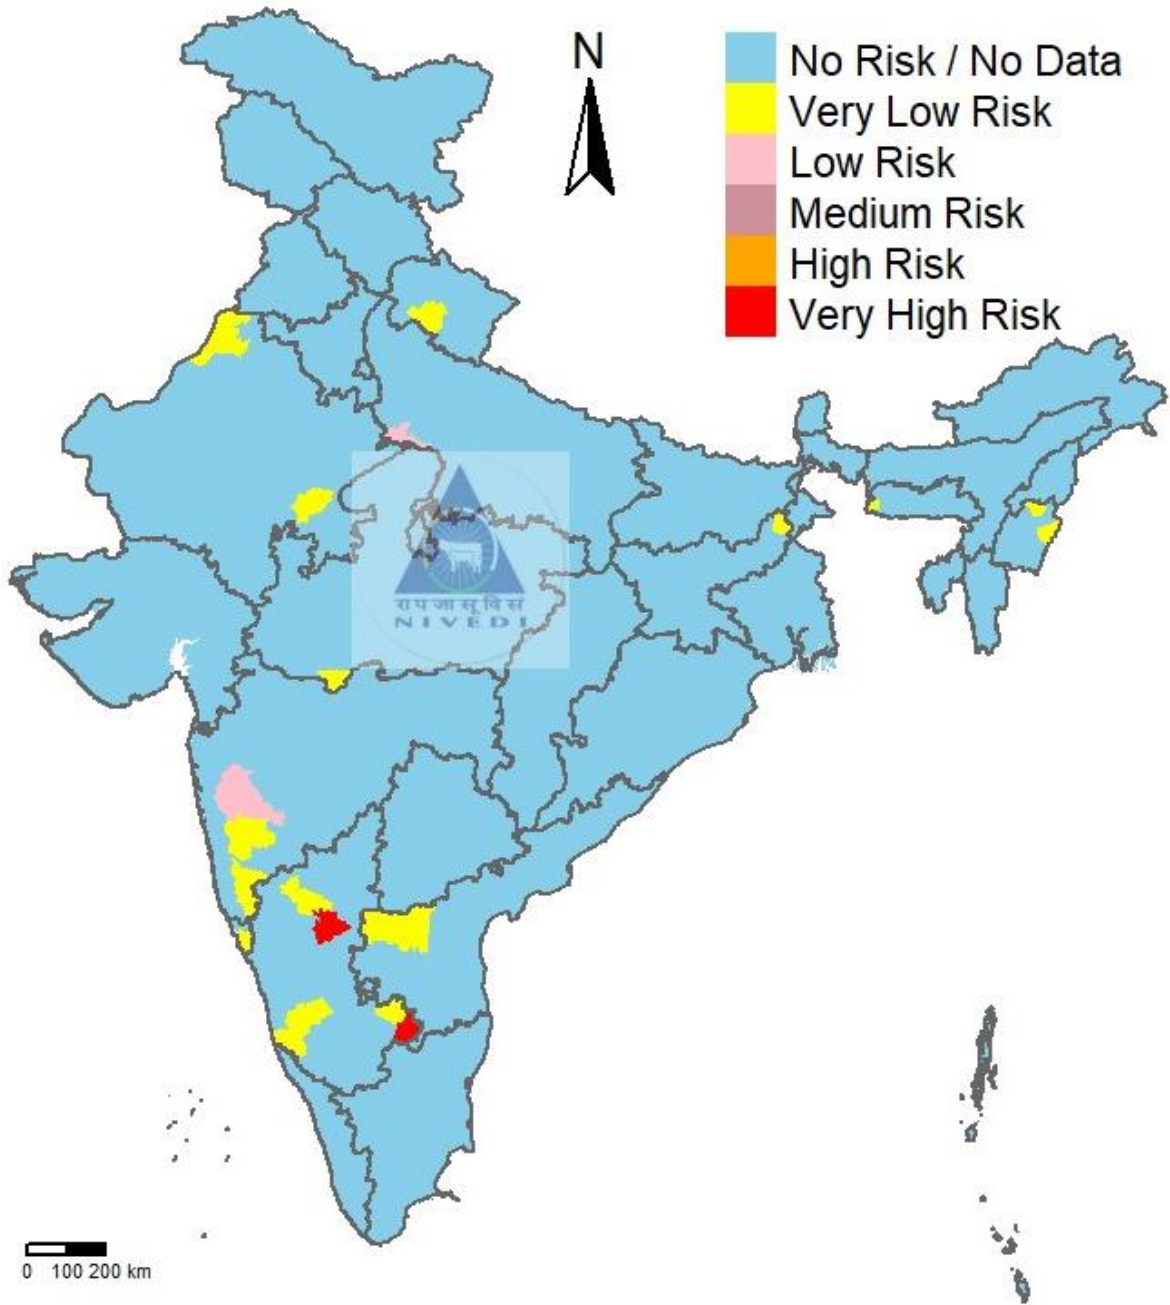 N
No Risk / No Data
Very Low Risk
Low Risk
Medium Risk
High Risk
Very High Risk
रा प जा सू वि सं
NIVEDI
0 100 200 km